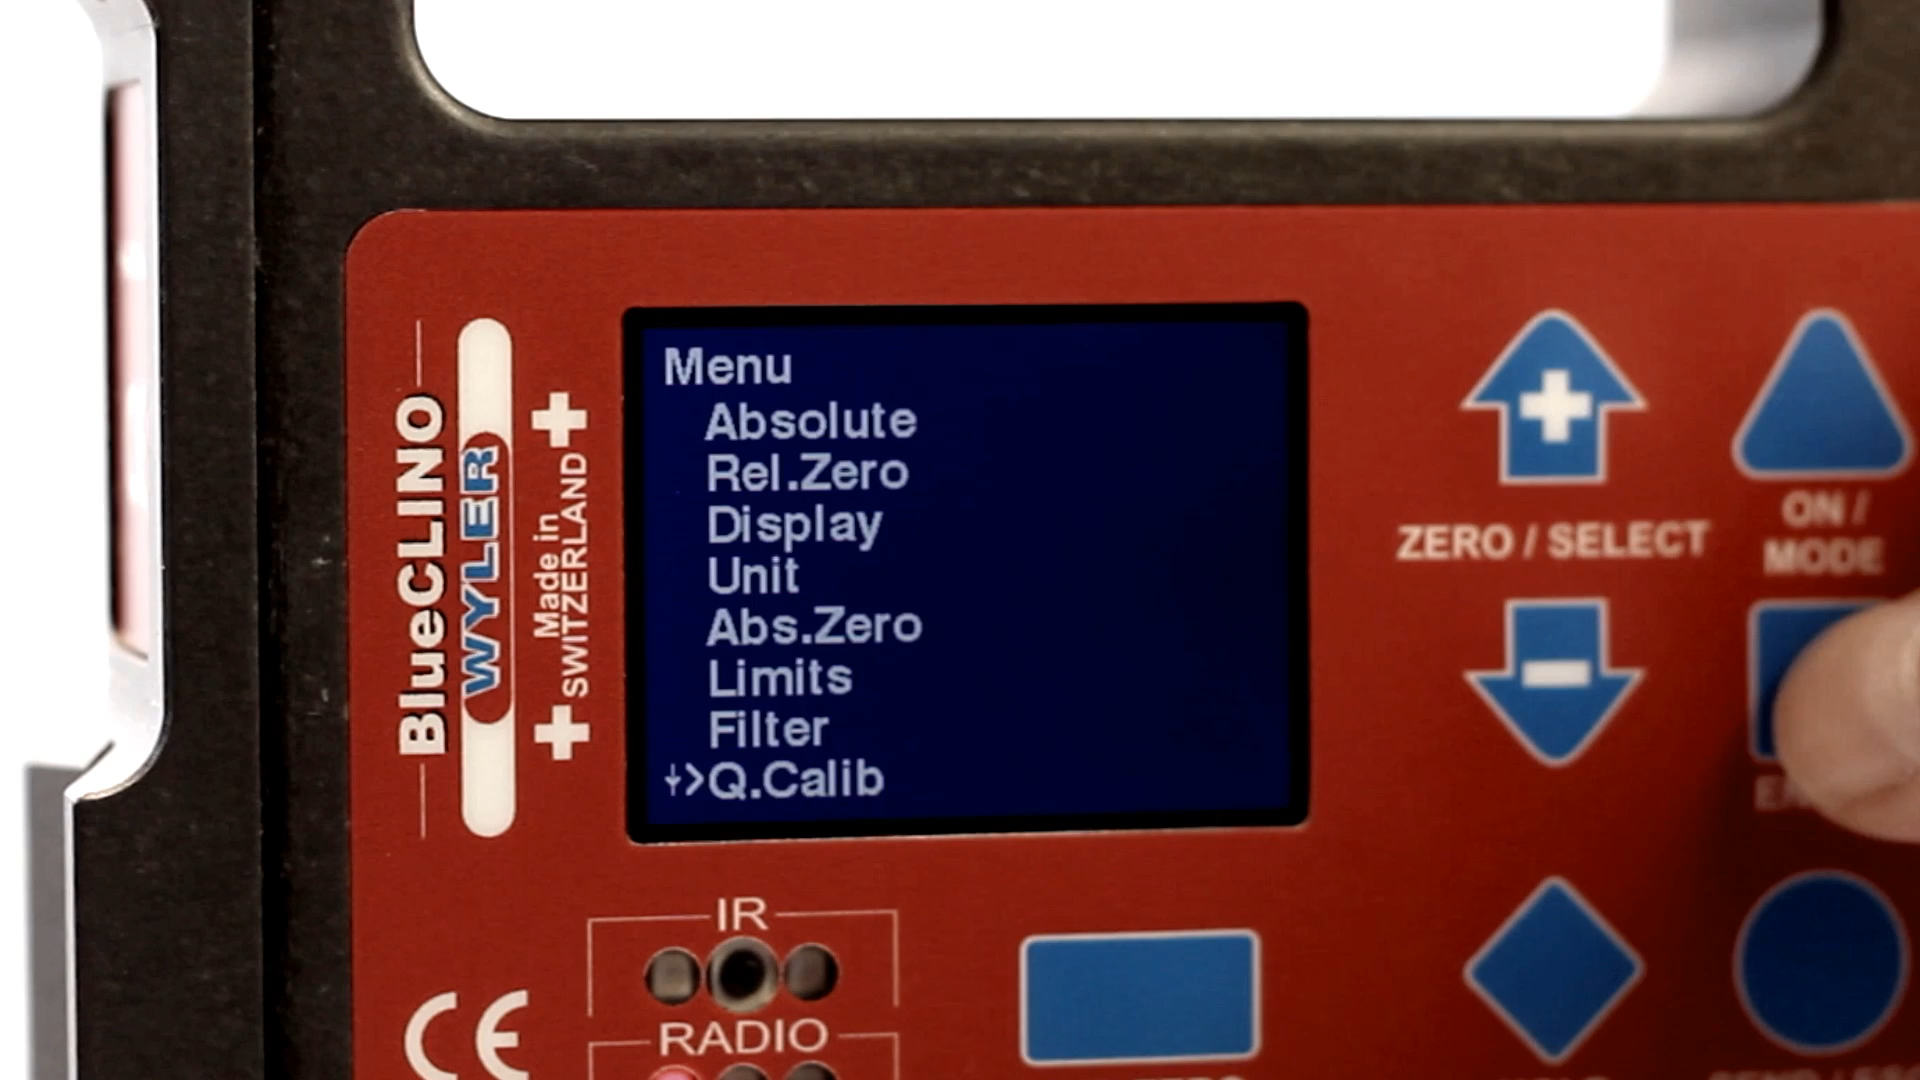 BlueCLINO
WYLER
Made in
SWITZERLAND
Menu
Absolute
Rel.Zero
Display
Unit
Abs.Zero
Limits
Filter
>Q.Calib
ZERO / SELECT
ON /
MODE
IR
RADIO
CE